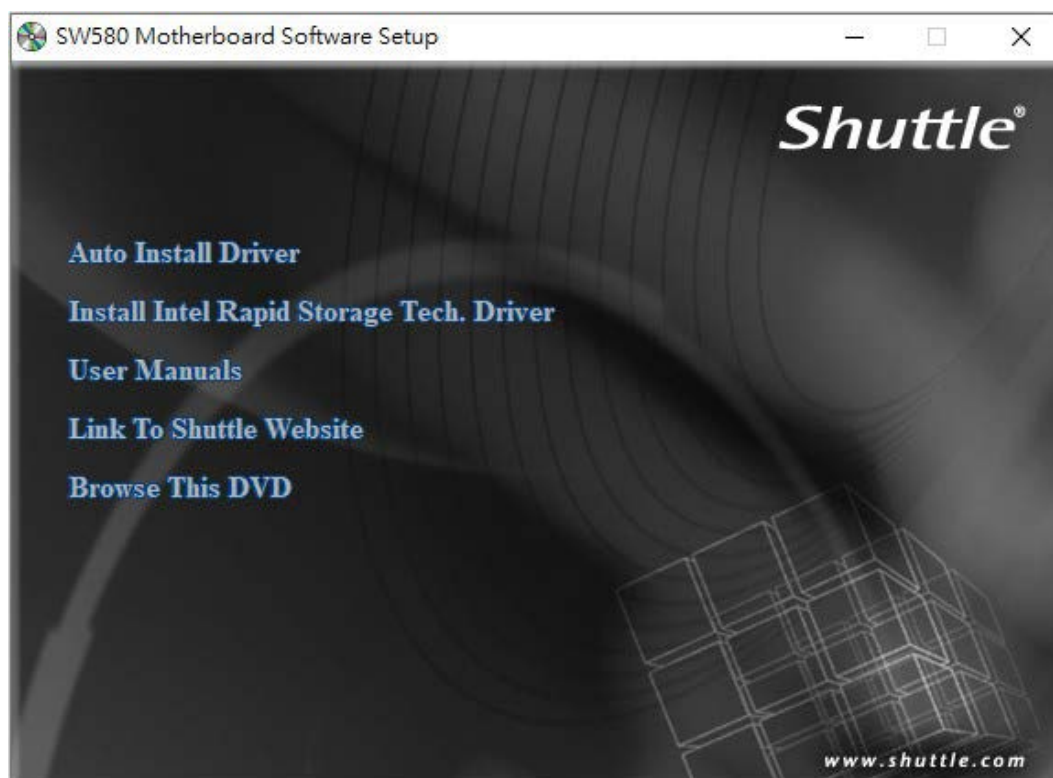 SW580 Motherboard Software Setup
Shuttle®
Auto Install Driver
Install Intel Rapid Storage Tech. Driver
User Manuals
Link To Shuttle Website
Browse This DVD
www.shuttle.com